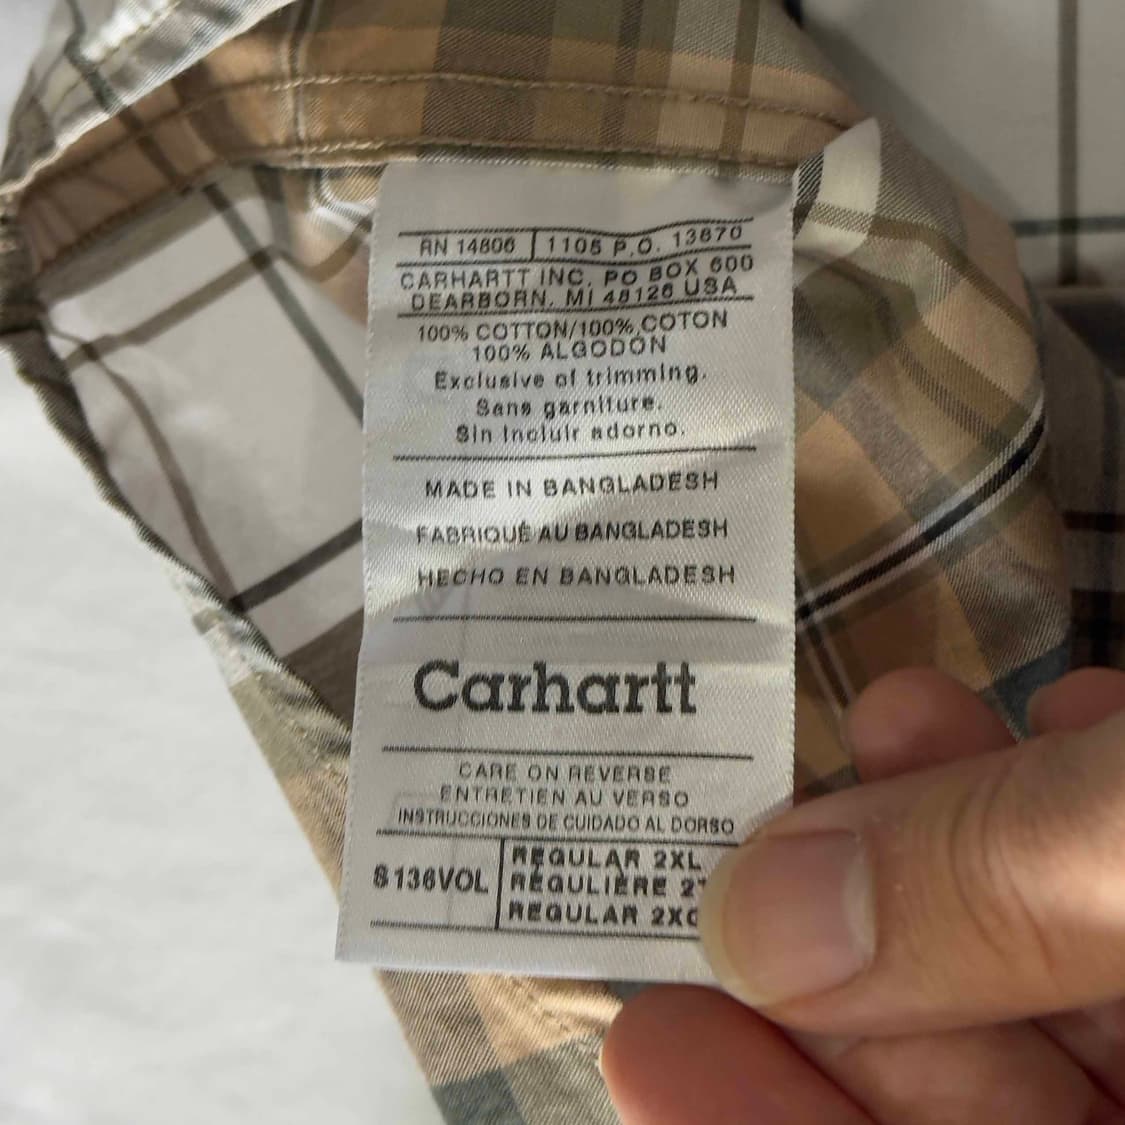 RN 14806 1105 P.O. 13670
CARHARTT INC. PO BOX 600
DEARBORN, MI 48126 USA
100% COTTON/100% COTON
100% ALGODON
Exclusive of trimming.
Sans garniture.
Sin Incluir adorno.
MADE IN BANGLADESH
FABRIQUÉ AU BANGLADESH
HECHO EN BANGLADESH
Carhartt
CARE ON REVERSE
ENTRETIEN AU VERSO
INSTRUCCIONES DE CUIDADO AL DORSO
S136VOL
REGULAR 2XL
RÉGULIÈRE
REGULAR